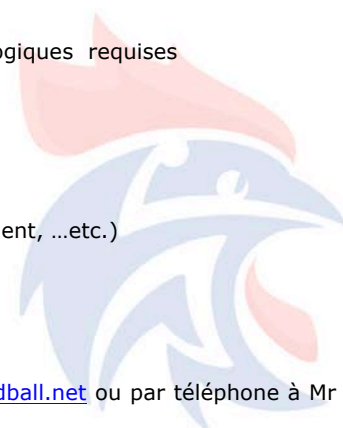 ogiques requises
ent, …etc.)
dball.net ou par téléphone à Mr